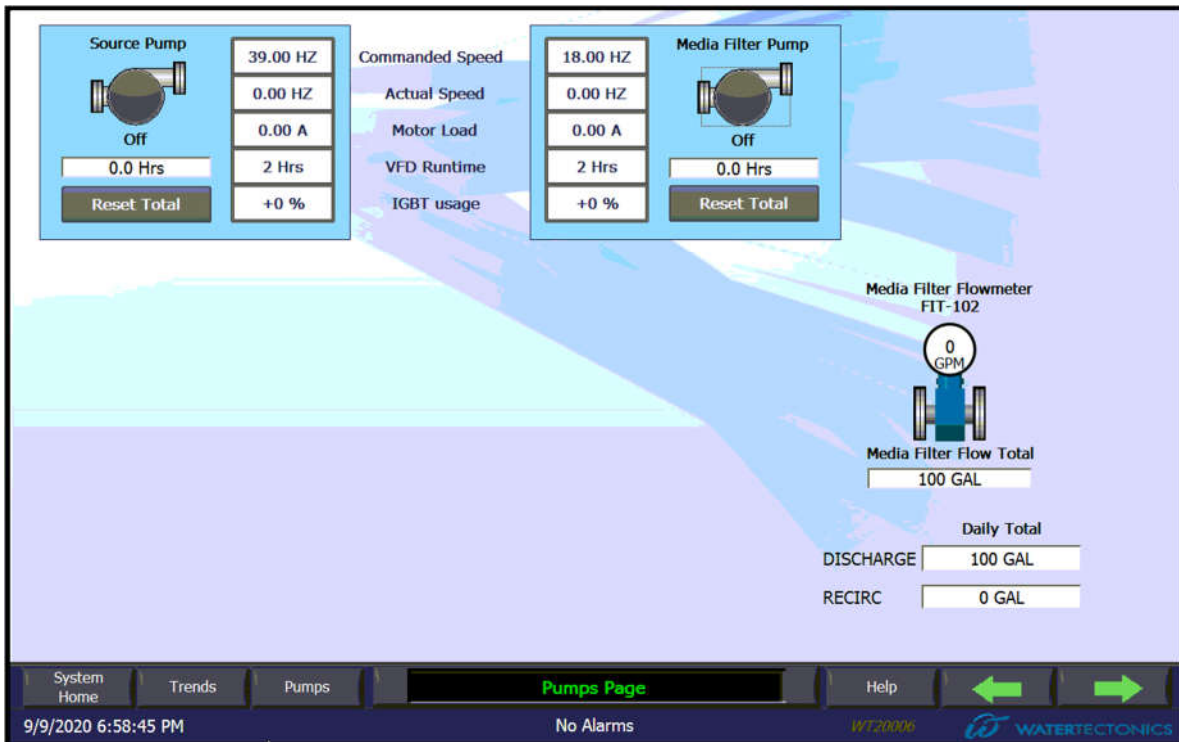 Source Pump
39.00 HZ
Commanded Speed
18.00 HZ
Media Filter Pump
0.00 HZ
Actual Speed
0.00 HZ
Off
0.00 A
Motor Load
0.00 A
Off
0.0 Hrs
2 Hrs
VFD Runtime
2 Hrs
0.0 Hrs
Reset Total
+0 %
IGBT usage
+0 %
Reset Total
Media Filter Flowmeter
FIT-102
0
GPM
Media Filter Flow Total
100 GAL
Daily Total
DISCHARGE 100 GAL
RECIRC 0 GAL
System
Home
Trends
Pumps
Pumps Page
Help
9/9/2020 6:58:45 PM
No Alarms
WT20006
WT WATERTECTONICS